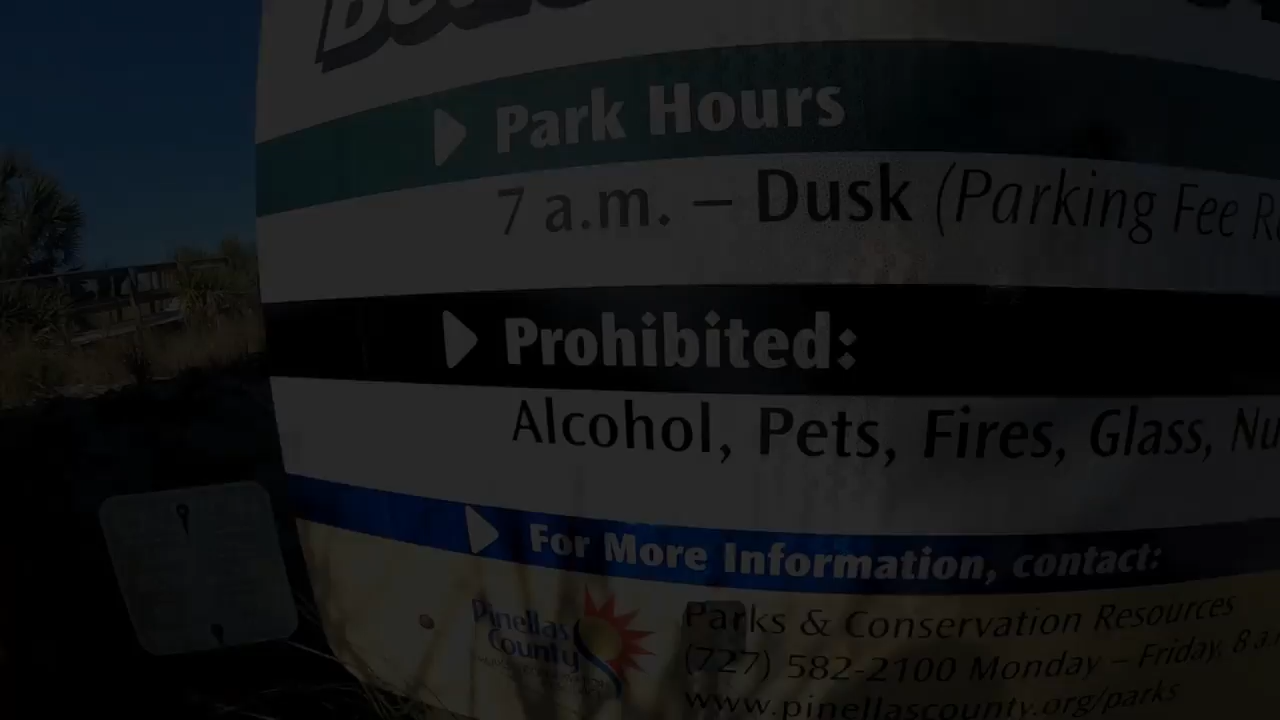 Park Hours
7 a.m. – Dusk (Parking Fee
Prohibited:
Alcohol, Pets, Fires, Glass,
For More Information, contact:
Pinellas
County
Parks & Conservation Resources
(727) 582-2100 Monday – Friday, 8
www.pinellascounty.org/parks